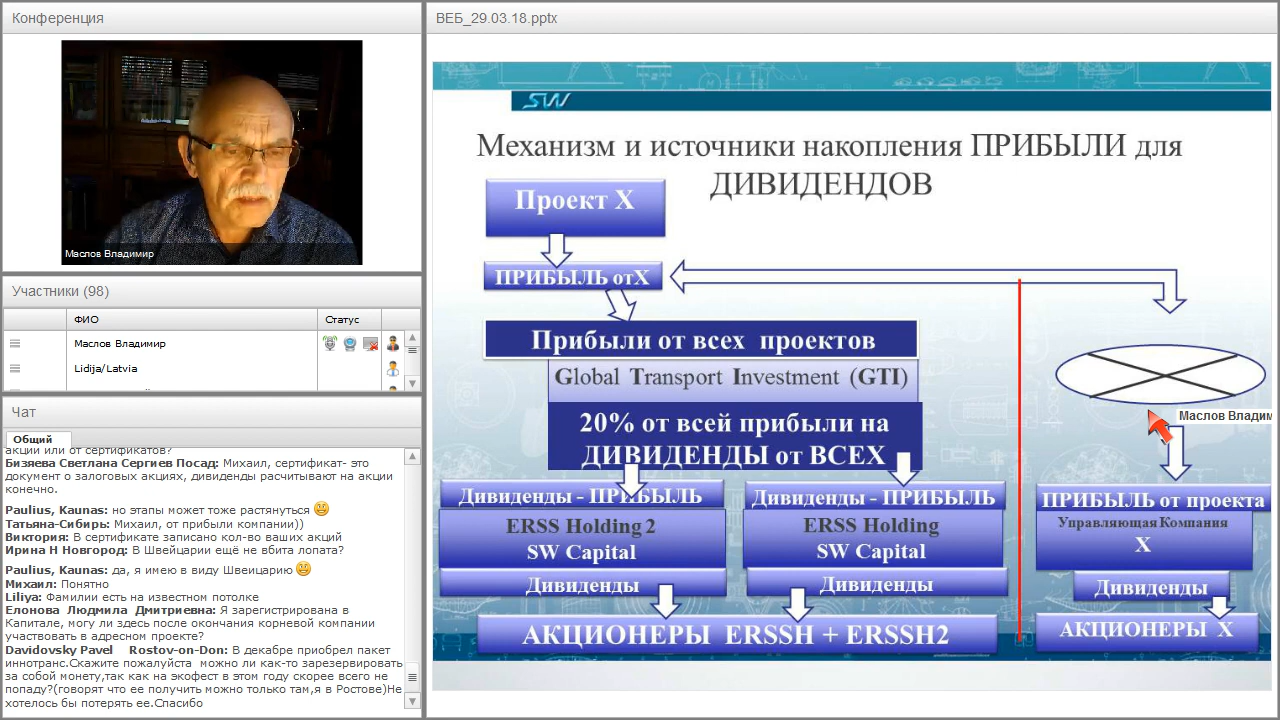 Конференция
Маслов Владимир
Участники (98)
ФИО
Статус
Маслов Владимир
Lidija/Latvia
Чат
Общий
акции или от сертификатов?
Бизяева Светлана Сергиев Посад: Михаил, сертификат- это
документ о залоговых акциях, дивиденды расчитывают на акции
конечно.
Paulius, Kaunas: но этапы может тоже растянуться
Татьяна-Сибирь: Михаил, от прибыли компании))
Виктория: В сертификате записано кол-во ваших акций
Ирина Н Новгород: В Швейцарии ещё не вбита лопата?
Paulius, Kaunas: да, я имею в виду Швеицарию
Михаил: Понятно
Liliya: Фамилии есть на известном потолке
Елонова Людмила Дмитриевна: Я зарегистрирована в
Капитале, могу ли здесь после окончания корневой компании
участвовать в адресном проекте?
Davidovsky Pavel Rostov-on-Don: В декабре приобрел пакет
иннотранс.Скажите пожалуйста можно ли как-то зарезервировать
за собой монету,так как на экофест в этом году скорее всего не
попаду?(говорят что ее получить можно только там,я в Ростове)Не
хотелось бы потерять её.Спасибо
ВЕБ_29.03.18.pptx
SW
Механизм и источники накопления ПРИБЫЛИ для
ДИВИДЕНДОВ
Проект X
ПРИБЫЛЬ отХ
Прибыли от всех проектов
Global Transport Investment (GTI)
20% от всей прибыли на
ДИВИДЕНДЫ от ВСЕХ
Дивиденды - ПРИБЫЛЬ
ERSS Holding 2
SW Capital
Дивиденды
Дивиденды - ПРИБЫЛЬ
ERSS Holding
SW Capital
Дивиденды
АКЦИОНЕРЫ ERSSH + ERSSH2
Маслов Владим
ПРИБЫЛЬ от проекта
Управляющая Компания
X
Дивиденды
АКЦИОНЕРЫ X